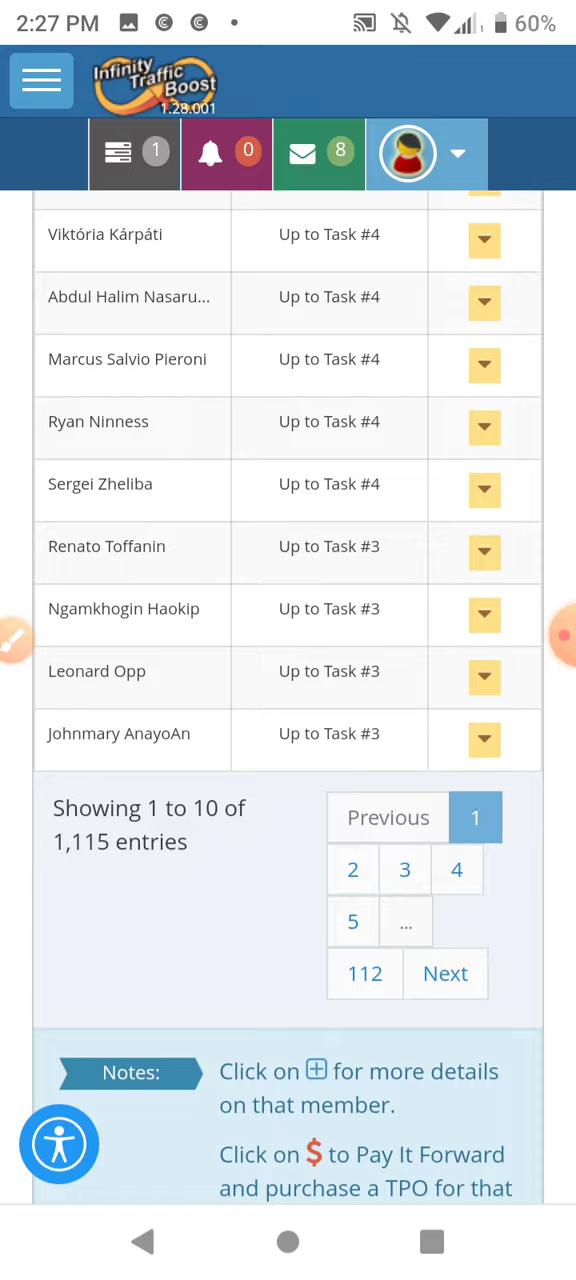 2:27 PM 60%
Infinity
Traffic
Boost
1.28.001
1 0 8
Viktória Kárpáti Up to Task #4
Abdul Halim Nasaru... Up to Task #4
Marcus Salvio Pieroni Up to Task #4
Ryan Ninness Up to Task #4
Sergei Zheliba Up to Task #4
Renato Toffanin Up to Task #3
Ngamkhogin Haokip Up to Task #3
Leonard Opp Up to Task #3
Johnmary AnayoAn Up to Task #3
Showing 1 to 10 of
1,115 entries
Previous 1
2 3 4
5 ...
112 Next
Notes:
Click on for more details
on that member.
Click on $ to Pay It Forward
and purchase a TPO for that